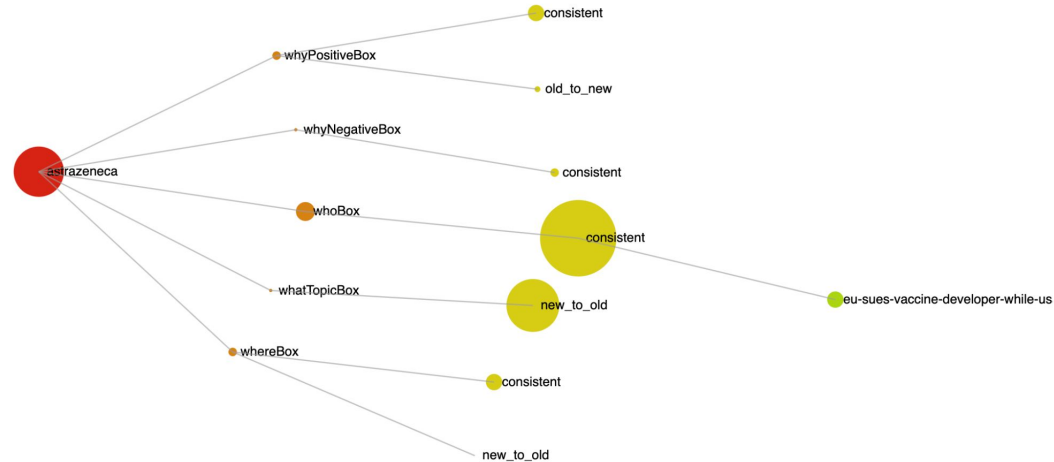 consistent
whyPositiveBox
old_to_new
whyNegativeBox
astrazeneca
consistent
whoBox
consistent
whatTopicBox
eu-sues-vaccine-developer-while-us
new_to_old
whereBox
consistent
new_to_old